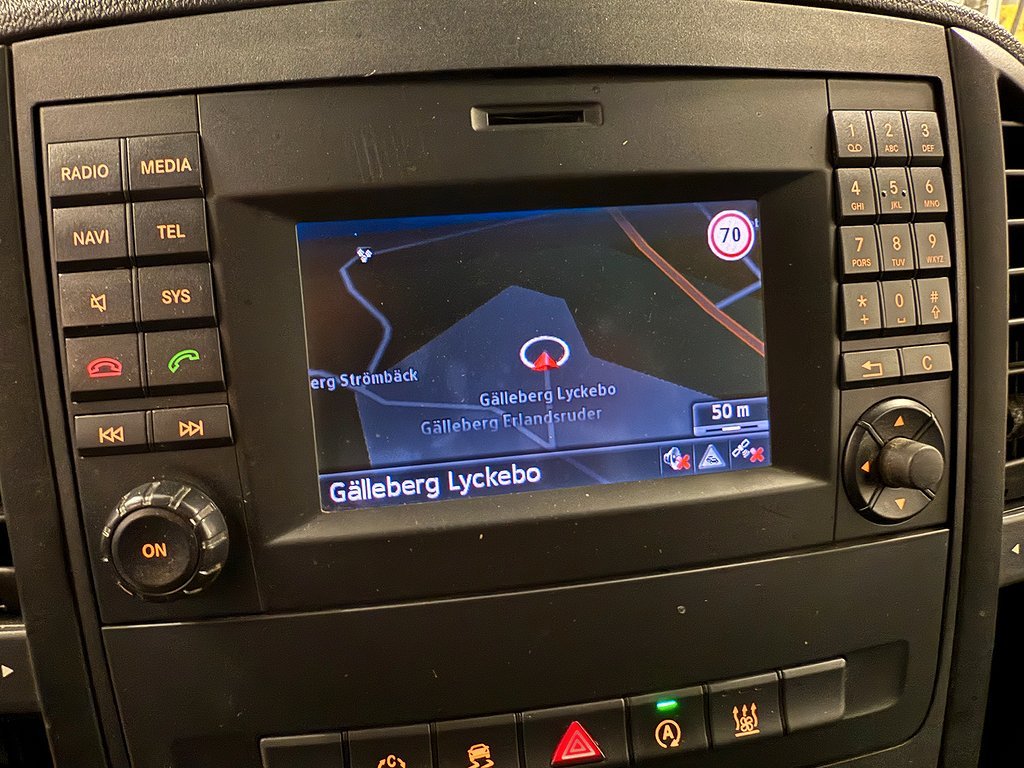 RADIO
MEDIA
NAVI
TEL
SYS
ON
70
erg Strömbäck
Gälleberg Lyckebo
Gälleberg Erlandsruder
50 m
Gälleberg Lyckebo
1
2 ABC
3 DEF
4 GHI
5 JKL
6 MNO
7 PQRS
8 TUV
9 WXYZ
* +
0
#
C
C
A